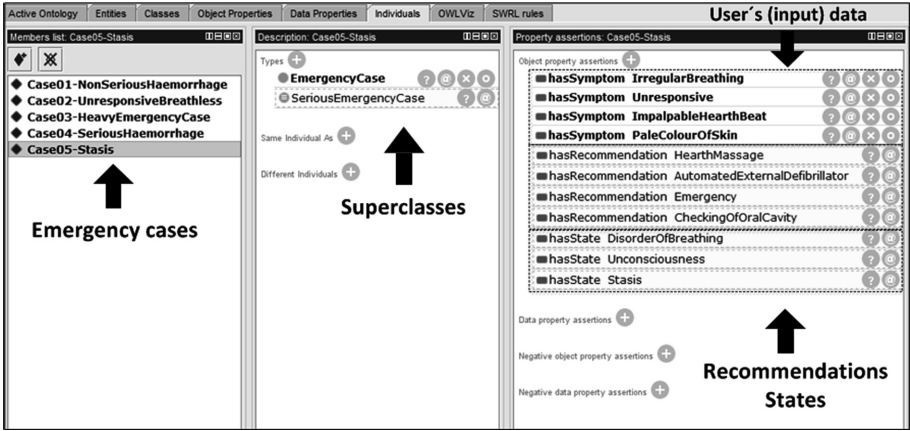 Active Ontology Entities Classes Object Properties Data Properties Individuals OWLViz SWRL rules
User´s (input) data
Members list: Case05-Stasis
Case01-NonSeriousHaemorrhage
Case02-UnresponsiveBreathless
Case03-HeavyEmergencyCase
Case04-SeriousHaemorrhage
Case05-Stasis
Emergency cases
Description: Case05-Stasis
Types
EmergencyCase
SeriousEmergencyCase
Same Individual As
Different Individuals
Superclasses
Property assertions: Case05-Stasis
Object property assertions
hasSymptom IrregularBreathing
hasSymptom Unresponsive
hasSymptom ImpalpableHearthBeat
hasSymptom PaleColourOfSkin
hasRecommendation HearthMassage
hasRecommendation AutomatedExternalDefibrillator
hasRecommendation Emergency
hasRecommendation CheckingOfOralCavity
hasState DisorderOfBreathing
hasState Unconsciousness
hasState Stasis
Data property assertions
Negative object property assertions
Negative data property assertions
Recommendations
States